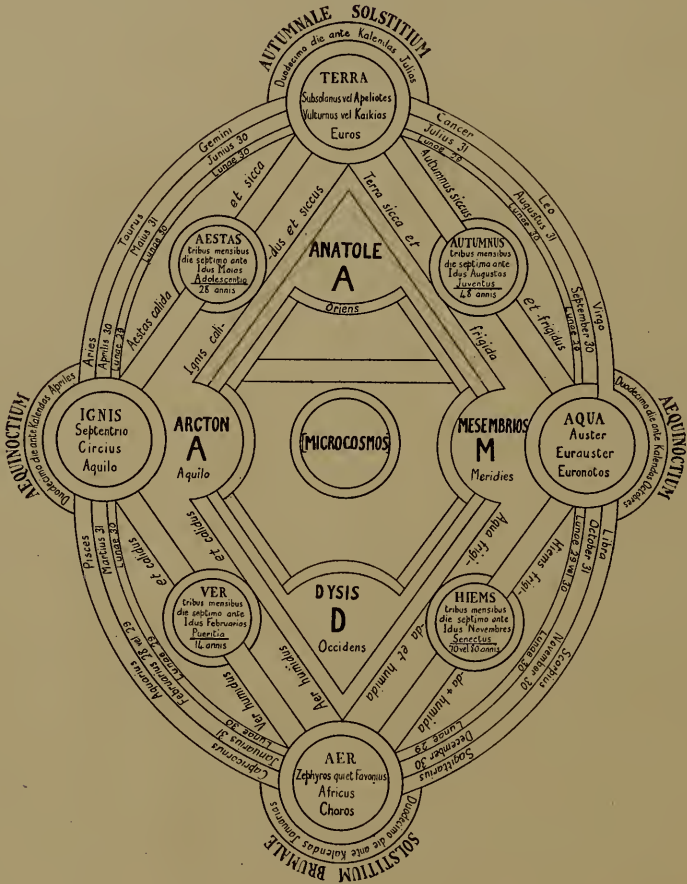 AUTUMNALE SOLSTITIUM
Duodecimo die ante Kalendas Julias
TERRA
Subsolanus vel Apeliotes
Vulturnus vel Kaikias
Euros
Gemini
Junius 30
Lunae 30
Cancer
Julius 31
Lunae 29
Taurus
Maius 31
Lunae 30
Leo
Augustus 31
Lunae 30
Aries
Aprilis 30
Lunae 29
Virgo
September 30
Lunae 29
Aestas calida
et sicca
Ignis cali-
-dus et siccus
Terra sicca et
frigida
Autumnus siccus
et frigidus
AESTAS
tribus mensibus
die septimo ante
Idus Maias
Adolescentia
28 annis
ANATOLE
A
Oriens
AUTUMNUS
tribus mensibus
die septimo ante
Idus Augustas
Juventus
48 annis
AEQUINOCTIUM
Duodecimo die ante Kalendas Apriles
IGNIS
Septentrio
Circius
Aquilo
ARCTON
A
Aquilo
MICROCOSMOS
MESEMBRIOS
M
Meridies
AQUA
Auster
Eurauster
Euronotos
Duodecimo die ante Kalendas Octobres
AEQUINOCTIUM
Pisces
Martius 31
Lunae 30
Libra
October 31
Lunae 29 vel 30
Aquarius
Februarius 28 vel 29
Lunae 29
Scorpius
November 30
Lunae 30
Capricornus
Januarius 31
Lunae 30
Sagittarius
December 30
Lunae 29
Ver humidus
et calidus
Aer humidus
et calidus
Aqua frigi-
-da et humida
Hiems frigi-
-da + humida
VER
tribus mensibus
die septimo ante
Idus Februarias
Pueritia
14 annis
DYSIS
D
Occidens
HIEMS
tribus mensibus
die septimo ante
Idus Novembres
Senectus
70 vel 80 annis
AER
Zephyros qui et Favonius
Africus
Choros
Duodecimo die ante Kalendas Januarias
SOLSTITIUM BRUMALE